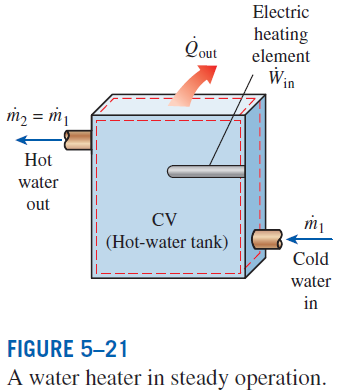 Electric
heating
element
Ẇin
Q̇out
ṁ2 = ṁ1
Hot
water
out
CV
(Hot-water tank)
ṁ1
Cold
water
in
FIGURE 5–21
A water heater in steady operation.